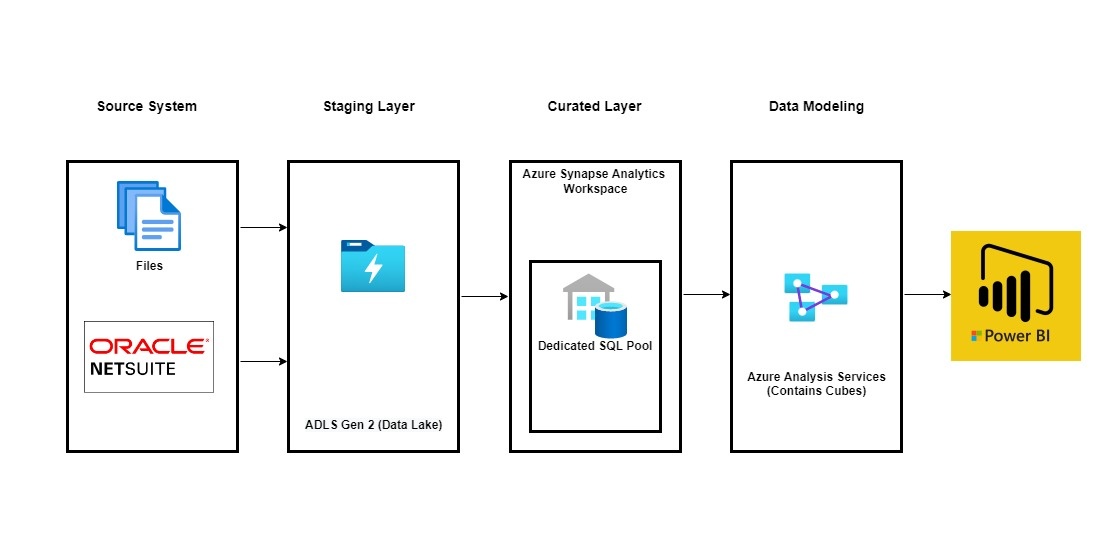 Source System
Staging Layer
Curated Layer
Data Modeling
Files
ORACLE
NETSUITE
ADLS Gen 2 (Data Lake)
Azure Synapse Analytics
Workspace
Dedicated SQL Pool
Azure Analysis Services
(Contains Cubes)
Power BI